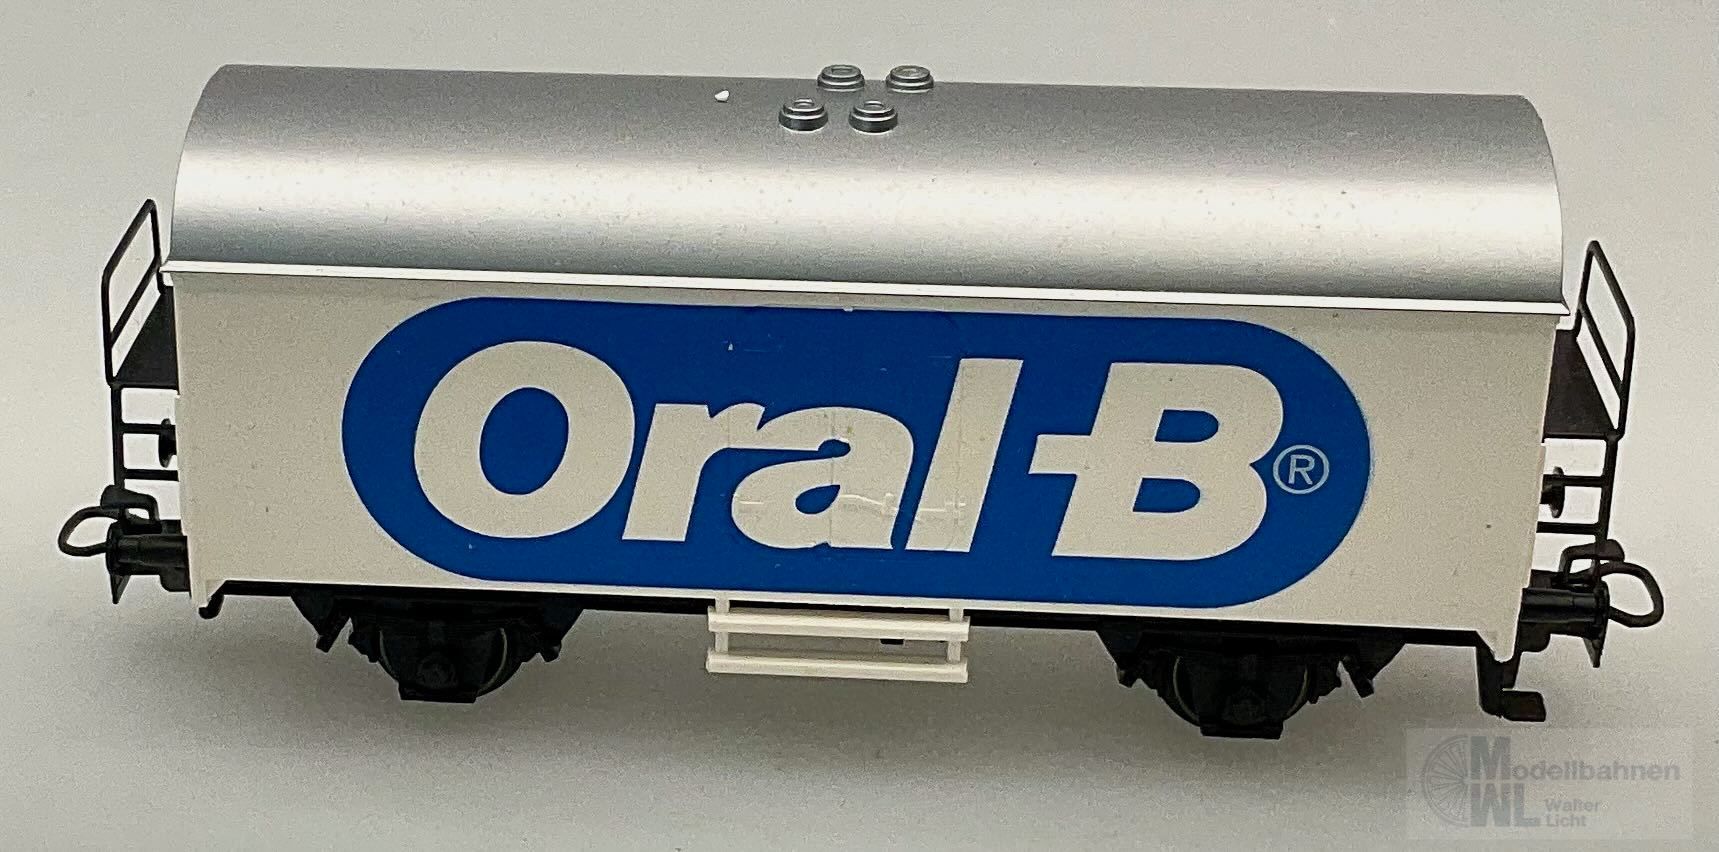 Oral-B®
Modellbahnen
WL Walter
Licht